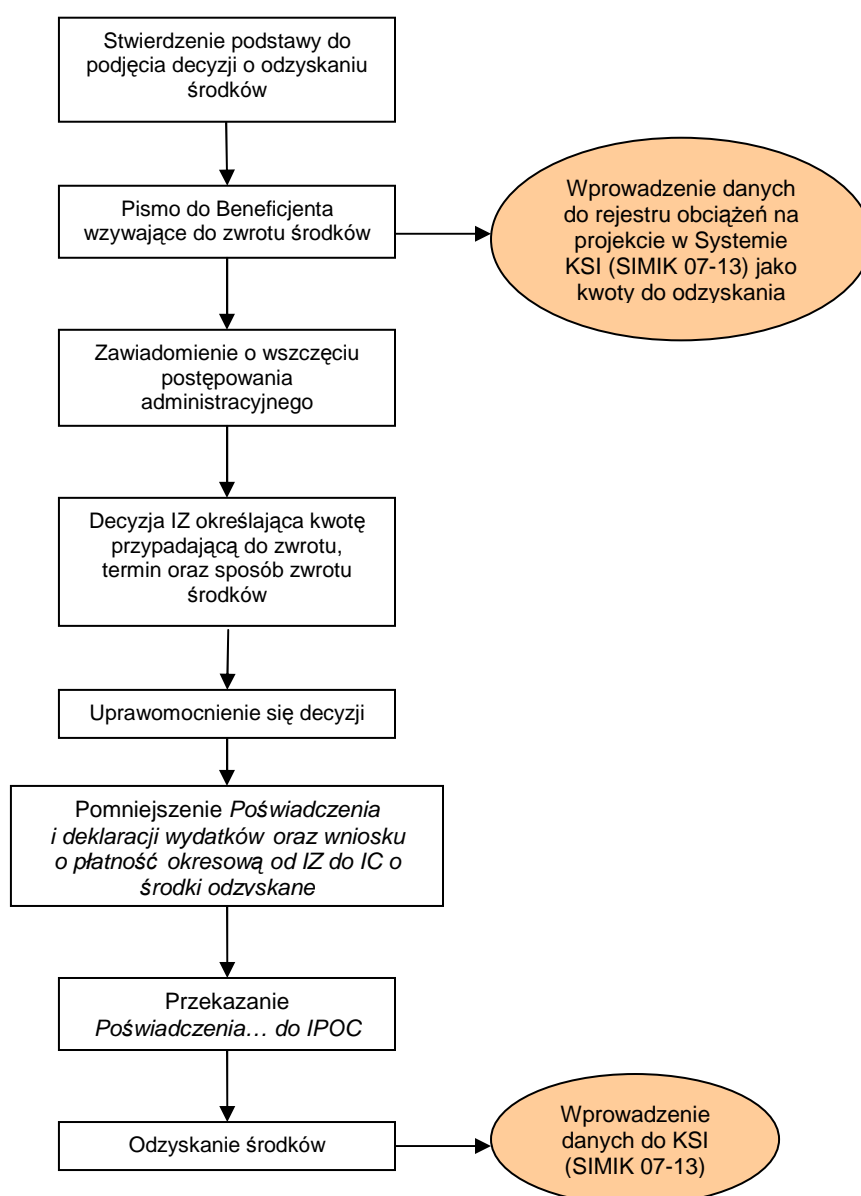 Stwierdzenie podstawy do
podjęcia decyzji o odzyskaniu
środków
Pismo do Beneficjenta
wzywające do zwrotu środków
Wprowadzenie danych
do rejestru obciążeń na
projekcie w Systemie
KSI (SIMIK 07-13) jako
kwoty do odzyskania
Zawiadomienie o wszczęciu
postępowania
administracyjnego
Decyzja IZ określająca kwotę
przypadającą do zwrotu,
termin oraz sposób zwrotu
środków
Uprawomocnienie się decyzji
Pomniejszenie Poświadczenia
i deklaracji wydatków oraz wniosku
o płatność okresową od IZ do IC o
środki odzyskane
Przekazanie
Poświadczenia... do IPOC
Odzyskanie środków
Wprowadzenie
danych do KSI
(SIMIK 07-13)